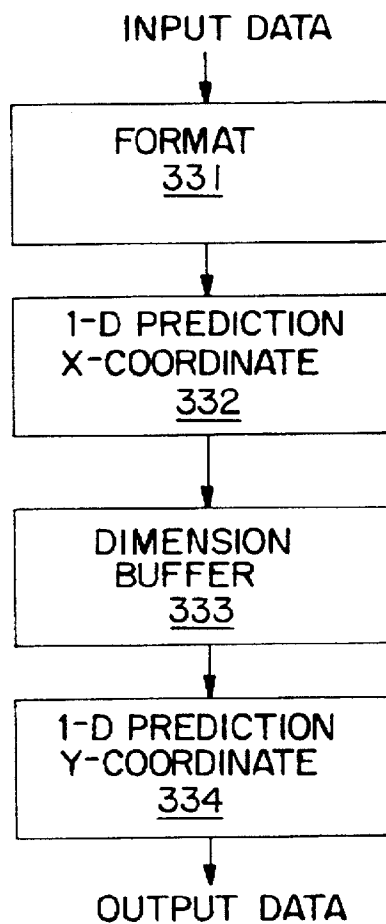 INPUT DATA
FORMAT
331
1-D PREDICTION
X-COORDINATE
332
DIMENSION
BUFFER
333
1-D PREDICTION
Y-COORDINATE
334
OUTPUT DATA